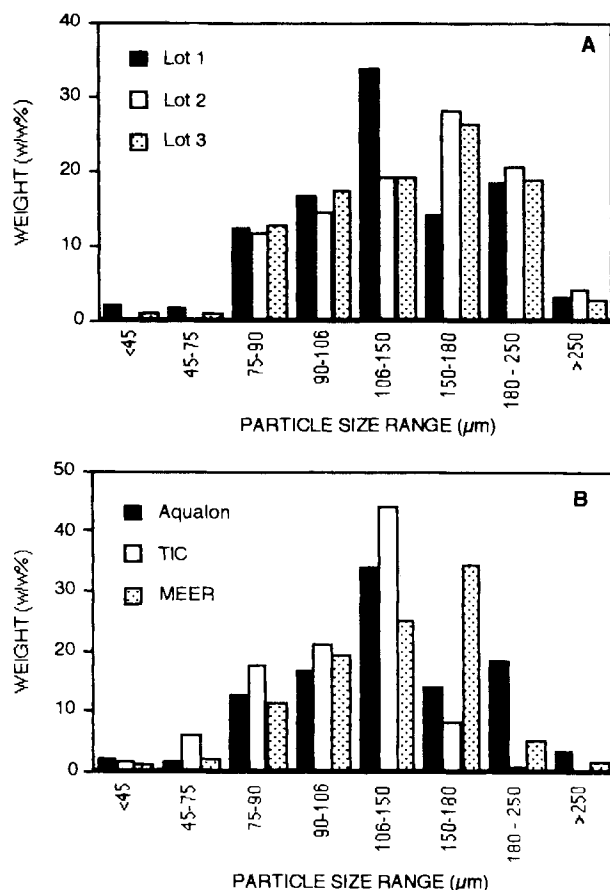 A
40
30
20
10
0
WEIGHT (w/w%)
Lot 1
Lot 2
Lot 3
<45
45-75
75-90
90-106
106-150
150-180
180 - 250
>250
PARTICLE SIZE RANGE (µm)
B
50
40
30
20
10
0
WEIGHT (w/w%)
Aqualon
TIC
MEER
<45
45-75
75-90
90-106
106-150
150-180
180 - 250
>250
PARTICLE SIZE RANGE (µm)